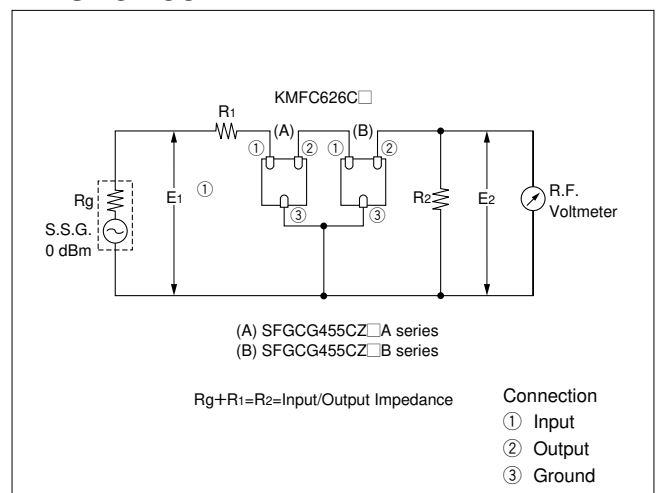 KMFC626C□
R1
(A)
(B)
①
②
①
②
Rg
E1
①
R2
E2
R.F.
Voltmeter
S.S.G.
0 dBm
③
③
(A) SFGCG455CZ□A series
(B) SFGCG455CZ□B series
Rg+R1=R2=Input/Output Impedance
Connection
① Input
② Output
③ Ground